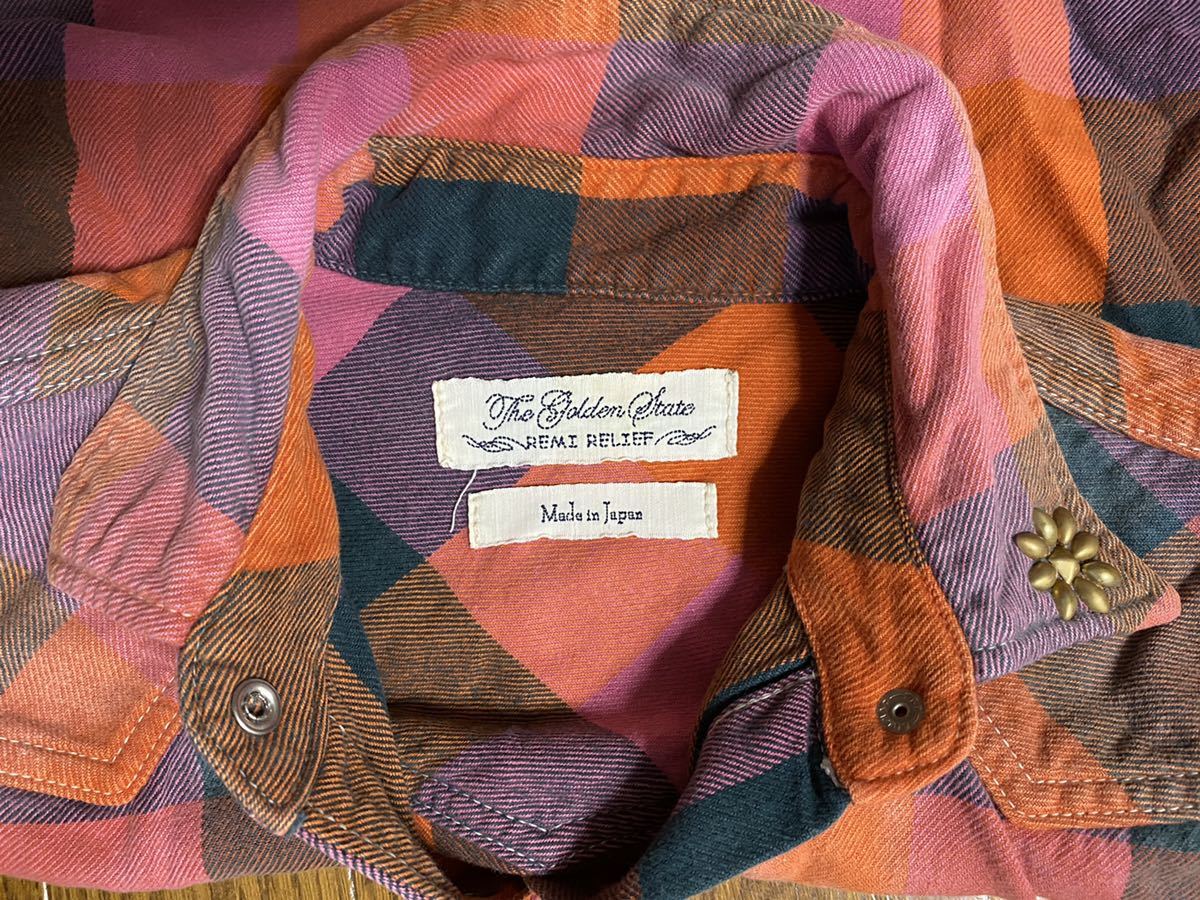 The Golden State
REMI RELIEF
Made in Japan